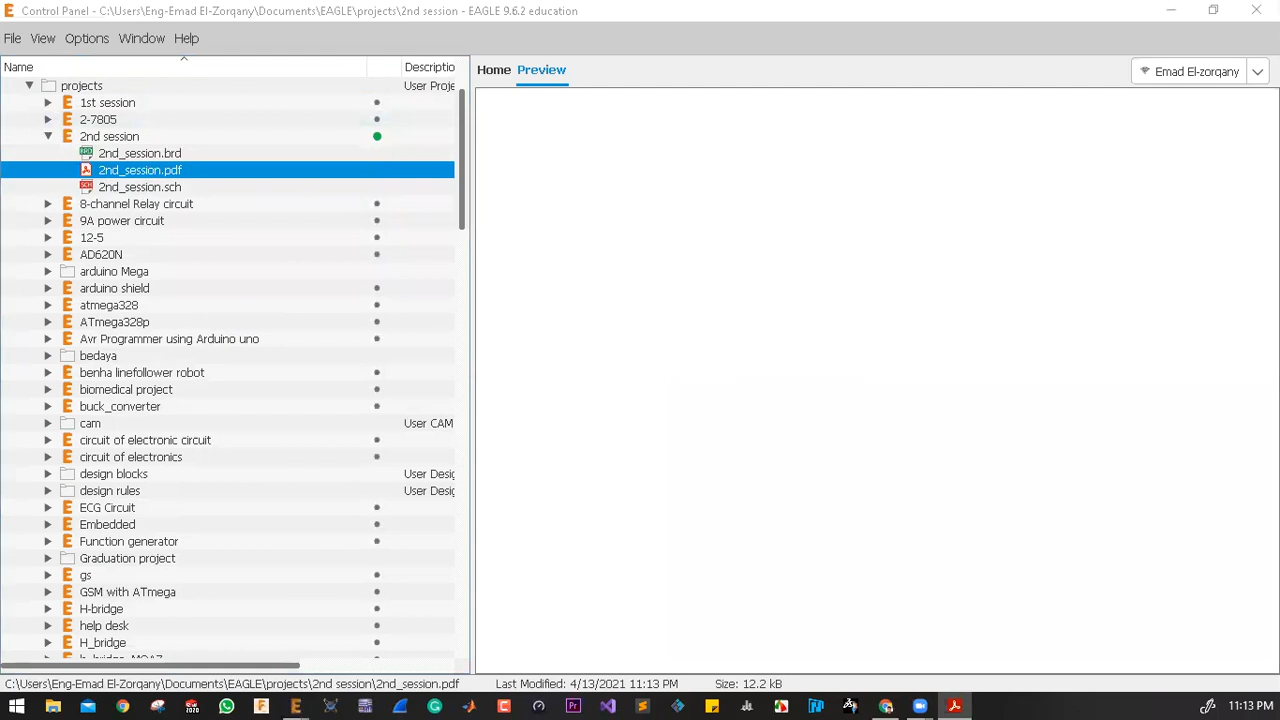 Control Panel - C:\Users\Eng-Emad El-Zorqany\Documents\EAGLE\projects\2nd session - EAGLE 9.6.2 education
File View Options Window Help
Name Descriptio
Home Preview
Emad El-zorqany
projects User Proje
1st session
2-7805
2nd session
2nd_session.brd
2nd_session.pdf
2nd_session.sch
8-channel Relay circuit
9A power circuit
12-5
AD620N
arduino Mega
arduino shield
atmega328
ATmega328p
Avr Programmer using Arduino uno
bedaya
benha linefollower robot
biomedical project
buck_converter
cam User CAM
circuit of electronic circuit
circuit of electronics
design blocks User Desig
design rules User Desig
ECG Circuit
Embedded
Function generator
Graduation project
gs
GSM with ATmega
H-bridge
help desk
H_bridge
C:\Users\Eng-Emad El-Zorqany\Documents\EAGLE\projects\2nd session\2nd_session.pdf Last Modified: 4/13/2021 11:13 PM Size: 12.2 kB
11:13 PM